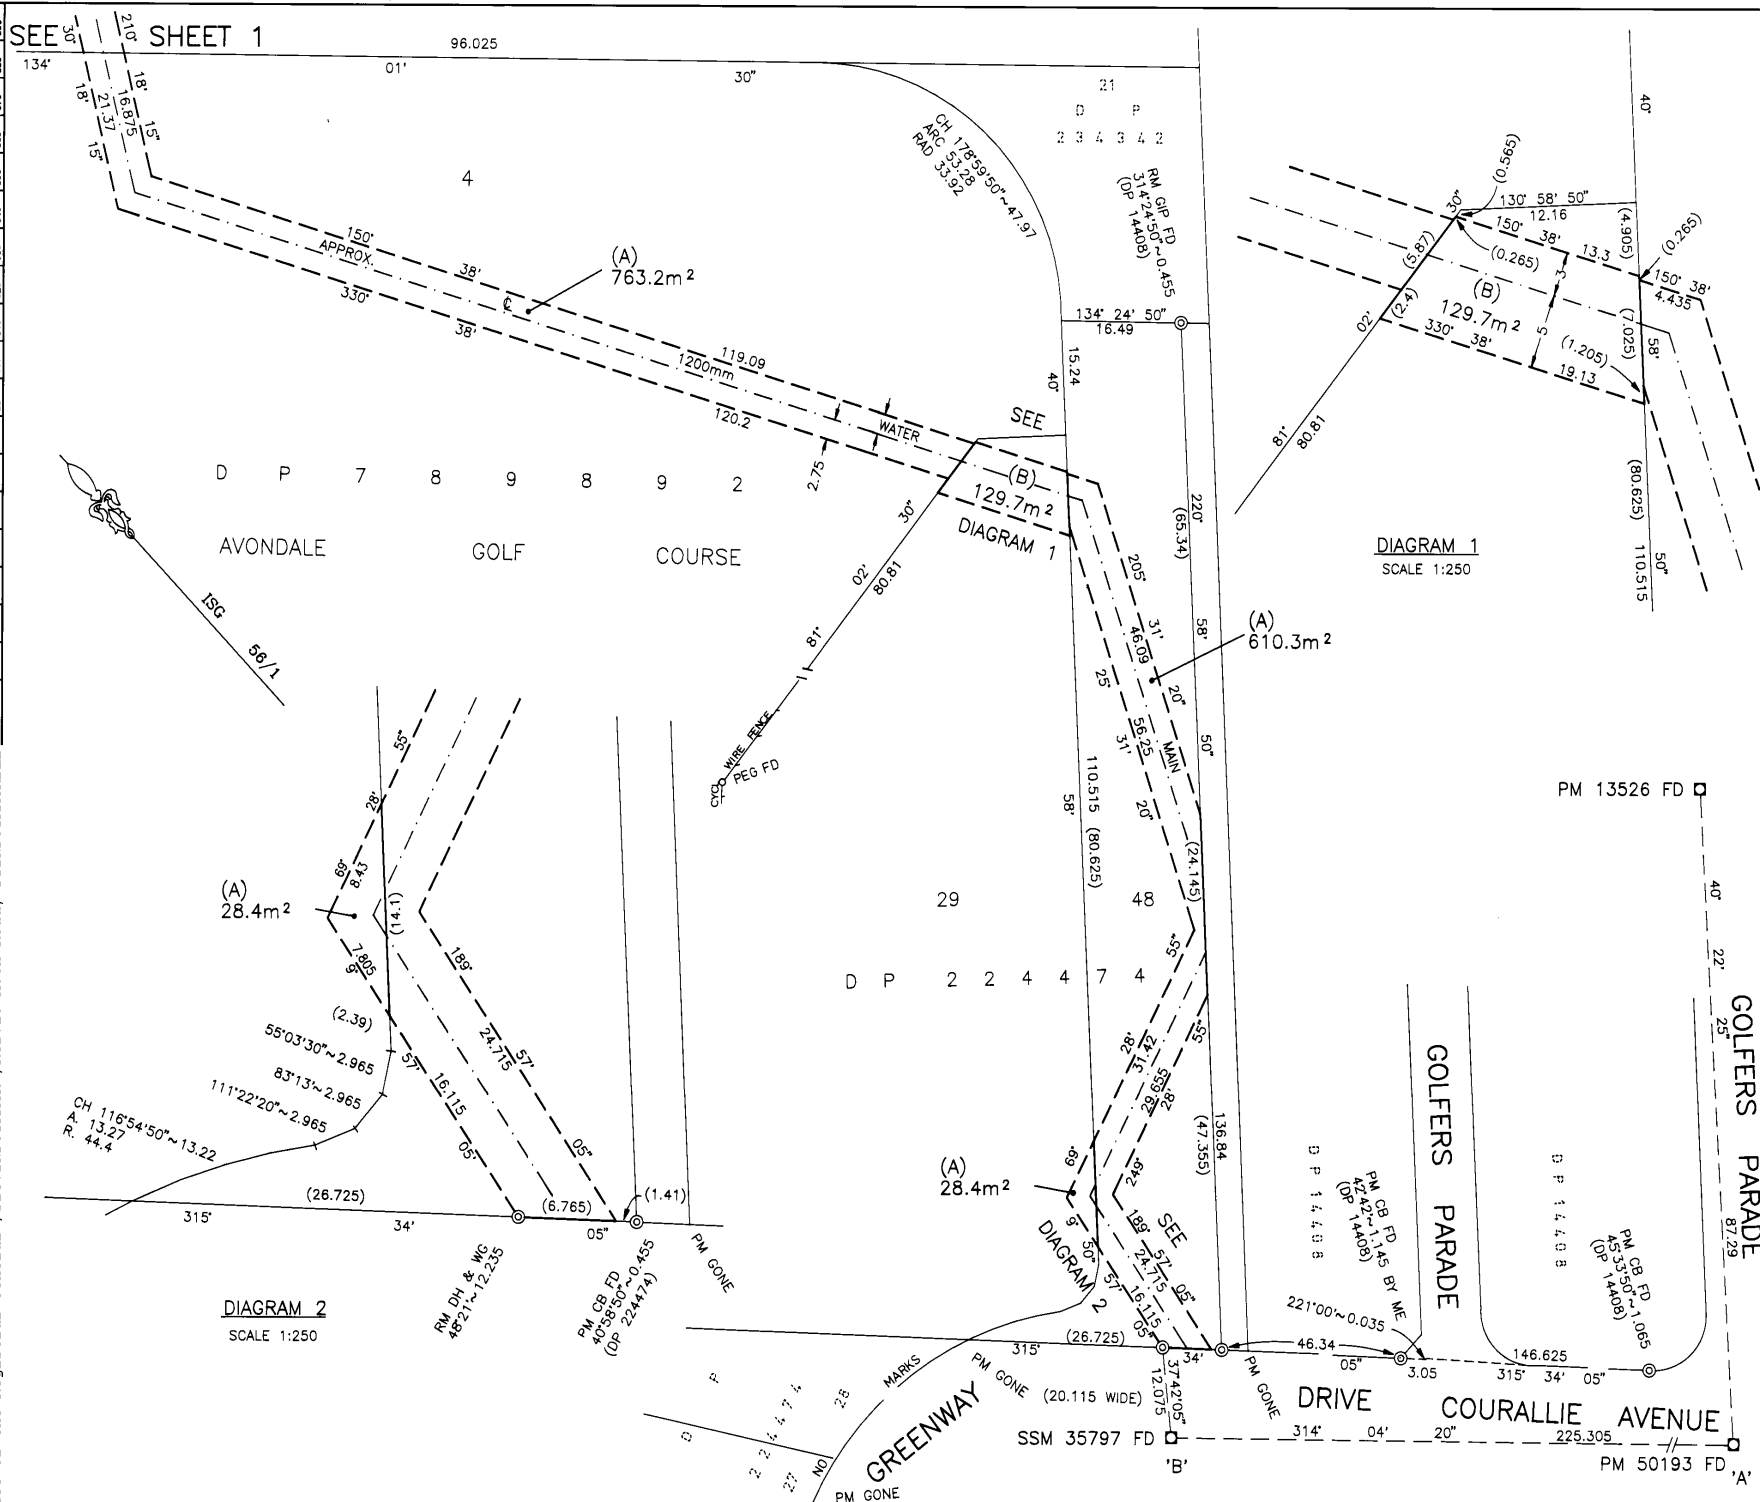 SEE SHEET 1
30°
210°
96.025
134°
01'
30"
18'
21.37
15"
18'
16.875
15"
4
21
D P
234342
CH 178°59'50"~47.97
ARC 53.28
RAD 33.92
RM GIP FD
314°24'50"~0.455
(DP 14408)
134° 24' 50"
16.49
150°
38'
119.09
APPROX.
℄
1200mm
WATER
330°
38'
120.2
2.75
(A)
763.2m²
15.24
40'
SEE
(B)
129.7m²
DIAGRAM 1
D P 7 8 9 8 9 2
AVONDALE GOLF COURSE
ISG
56/1
30"
02'
80.81
81°
WIRE FENCE
CYC
PEG FD
220°
(65.34)
58'
50"
205°
31'
46.09
20"
25°
56.25
31'
20"
MAIN
(A)
610.3m²
110.515 (80.625)
58'
(24.145)
29
48
D P 2 2 4 4 7 4
55"
28'
31.42
69°
55"
29.655
28'
249°
136.84
(47.355)
(A)
28.4m²
9°
50"
57'
16.115
05"
189°
57'
24.715
05"
SEE
DIAGRAM 2
40'
30"
(0.565)
130 58' 50"
12.16
150° 38' 13.3
(4.905)
(0.265)
(5.87)
(0.265)
3
150° 38'
4.435
(B)
129.7m²
(2.4)
02'
330° 38'
5
(7.025)
58'
(1.205)
19.13
81°
80.81
(80.625)
110.515
50"
DIAGRAM 1
SCALE 1:250
55"
28'
69°
8.43
(14.1)
(A)
28.4m²
7.805
9°
189°
24.715
57'
05"
(2.39)
57'
16.115
05"
55°03'30"~2.965
83°13'~2.965
111°22'20"~2.965
CH 116°54'50"~13.22
A. 13.27
R. 44.4
(26.725)
(6.765)
(1.41)
315°
34'
05"
RM DH & WG
48°21'~12.235
PM CB FD
40°58'50"~0.455
(DP 224474)
PM GONE
DIAGRAM 2
SCALE 1:250
PM 13526 FD
40°
22'
25"
87.29
GOLFERS PARADE
GOLFERS PARADE
DP 14408
DP 14408
PM CB FD
42°42'~1.145 BY ME
(DP 14408)
PM CB FD
45°33'50"~1.065
(DP 14408)
221°00'~0.035
(26.725)
315°
34'
46.34
05"
3.05
146.625
315° 34' 05"
PM GONE
PM GONE
(20.115 WIDE)
37°42'05"
12.075
DRIVE
COURALLIE AVENUE
SSM 35797 FD
'B'
314° 04' 20"
225.305
PM 50193 FD
'A'
D P
2 2 4 4 7 4
28
27
NO
MARKS
GREENWAY
PM GONE